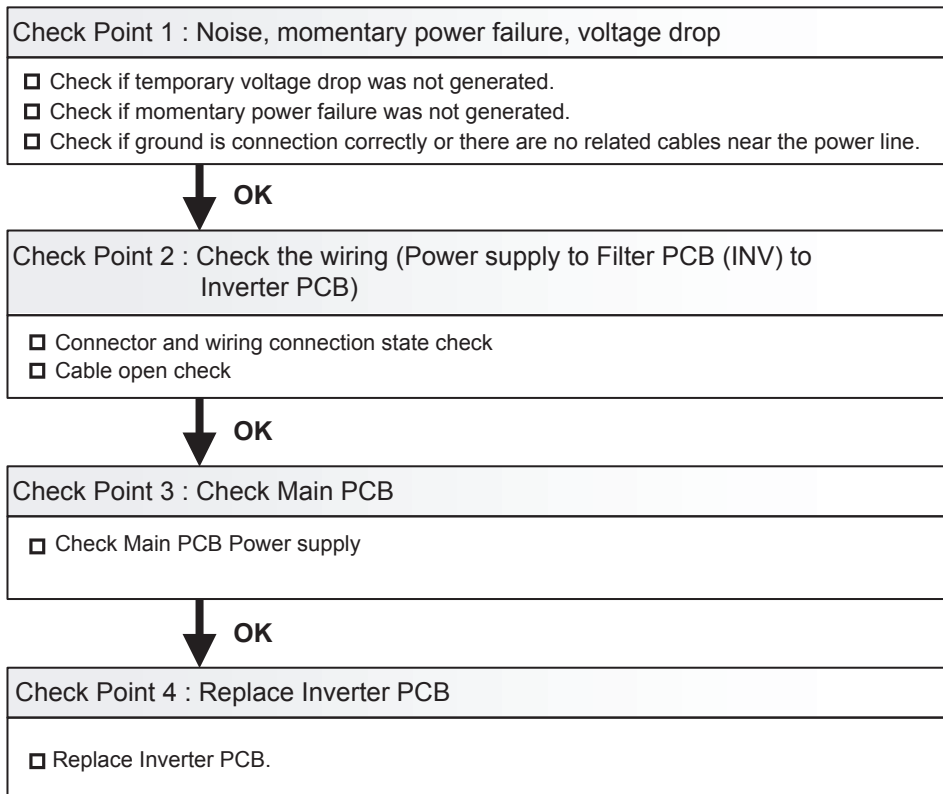 Check Point 1 : Noise, momentary power failure, voltage drop
Check if temporary voltage drop was not generated.
Check if momentary power failure was not generated.
Check if ground is connection correctly or there are no related cables near the power line.
OK
Check Point 2 : Check the wiring (Power supply to Filter PCB (INV) to
Inverter PCB)
Connector and wiring connection state check
Cable open check
OK
Check Point 3 : Check Main PCB
Check Main PCB Power supply
OK
Check Point 4 : Replace Inverter PCB
Replace Inverter PCB.